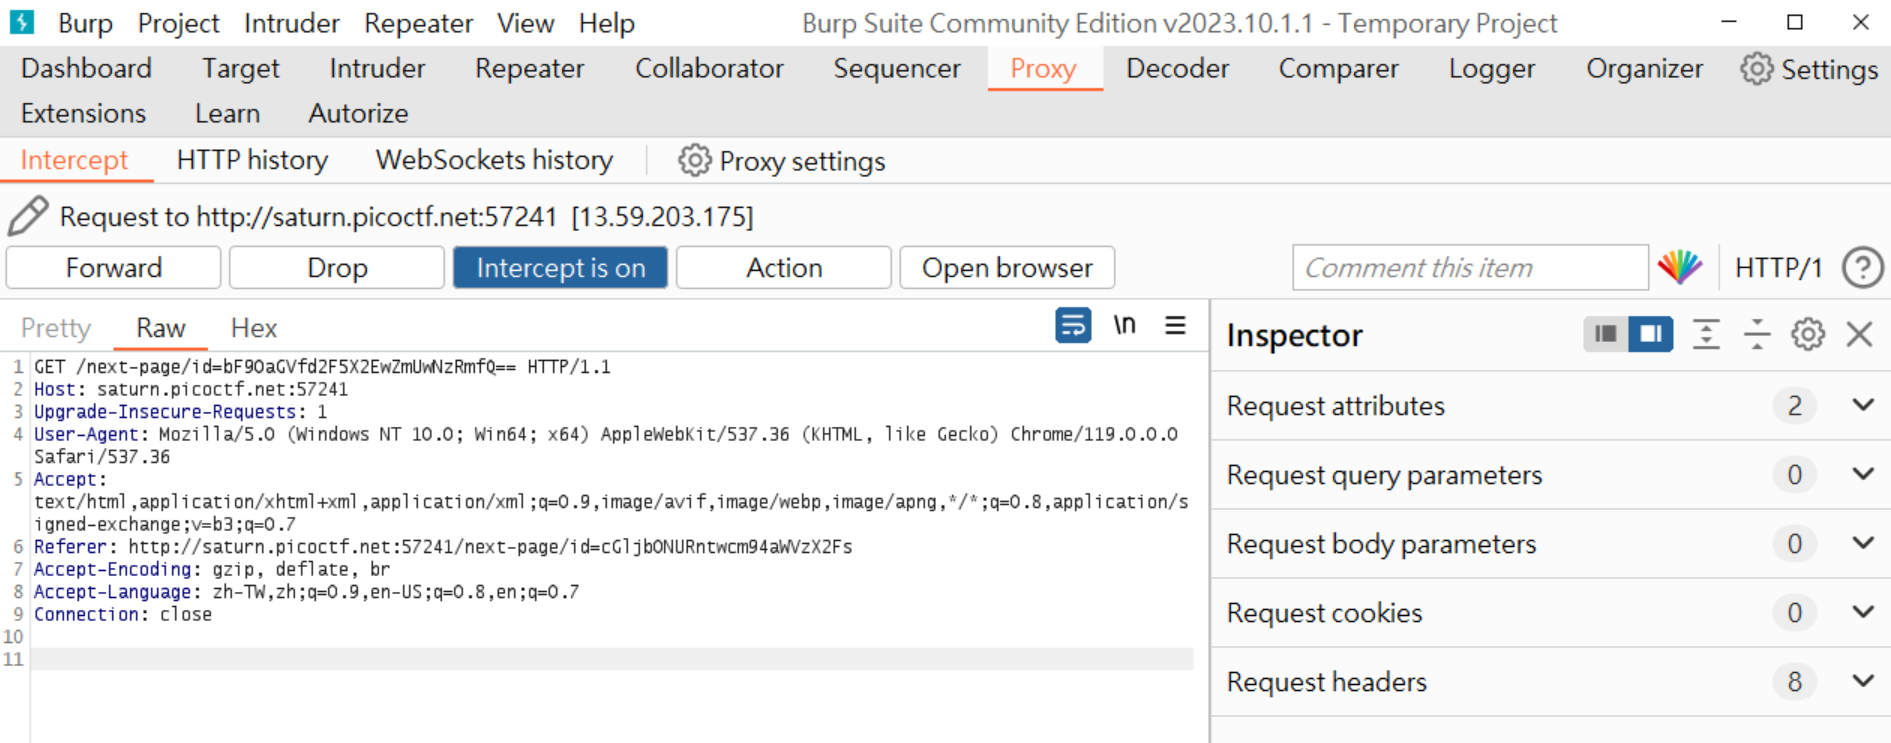 Burp Project Intruder Repeater View Help Burp Suite Community Edition v2023.10.1.1 - Temporary Project
Dashboard Target Intruder Repeater Collaborator Sequencer Proxy Decoder Comparer Logger Organizer Settings
Extensions Learn Autorize
Intercept HTTP history WebSockets history Proxy settings
Request to http://saturn.picoctf.net:57241 [13.59.203.175]
Forward Drop Intercept is on Action Open browser Comment this item HTTP/1 ?
Pretty Raw Hex \n
1 GET /next-page/id=bF90aGVfd2F5X2EwZmUwNzRmfQ== HTTP/1.1
2 Host: saturn.picoctf.net:57241
3 Upgrade-Insecure-Requests: 1
4 User-Agent: Mozilla/5.0 (Windows NT 10.0; Win64; x64) AppleWebKit/537.36 (KHTML, like Gecko) Chrome/119.0.0.0
Safari/537.36
5 Accept:
text/html,application/xhtml+xml,application/xml;q=0.9,image/avif,image/webp,image/apng,*/*;q=0.8,application/s
igned-exchange;v=b3;q=0.7
6 Referer: http://saturn.picoctf.net:57241/next-page/id=cGljb0NURntwcm94aWVzX2Fs
7 Accept-Encoding: gzip, deflate, br
8 Accept-Language: zh-TW,zh;q=0.9,en-US;q=0.8,en;q=0.7
9 Connection: close
10
11
Inspector
Request attributes 2
Request query parameters 0
Request body parameters 0
Request cookies 0
Request headers 8